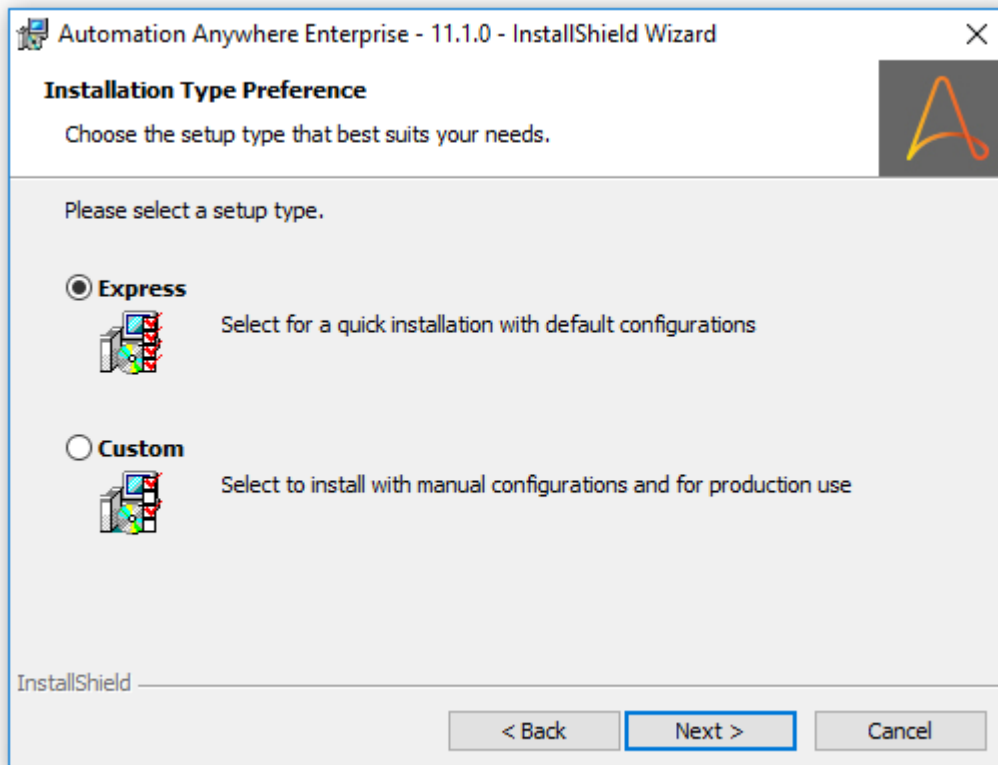 Automation Anywhere Enterprise - 11.1.0 - InstallShield Wizard
Installation Type Preference
Choose the setup type that best suits your needs.
Please select a setup type.
Express
Select for a quick installation with default configurations
Custom
Select to install with manual configurations and for production use
InstallShield
< Back Next > Cancel